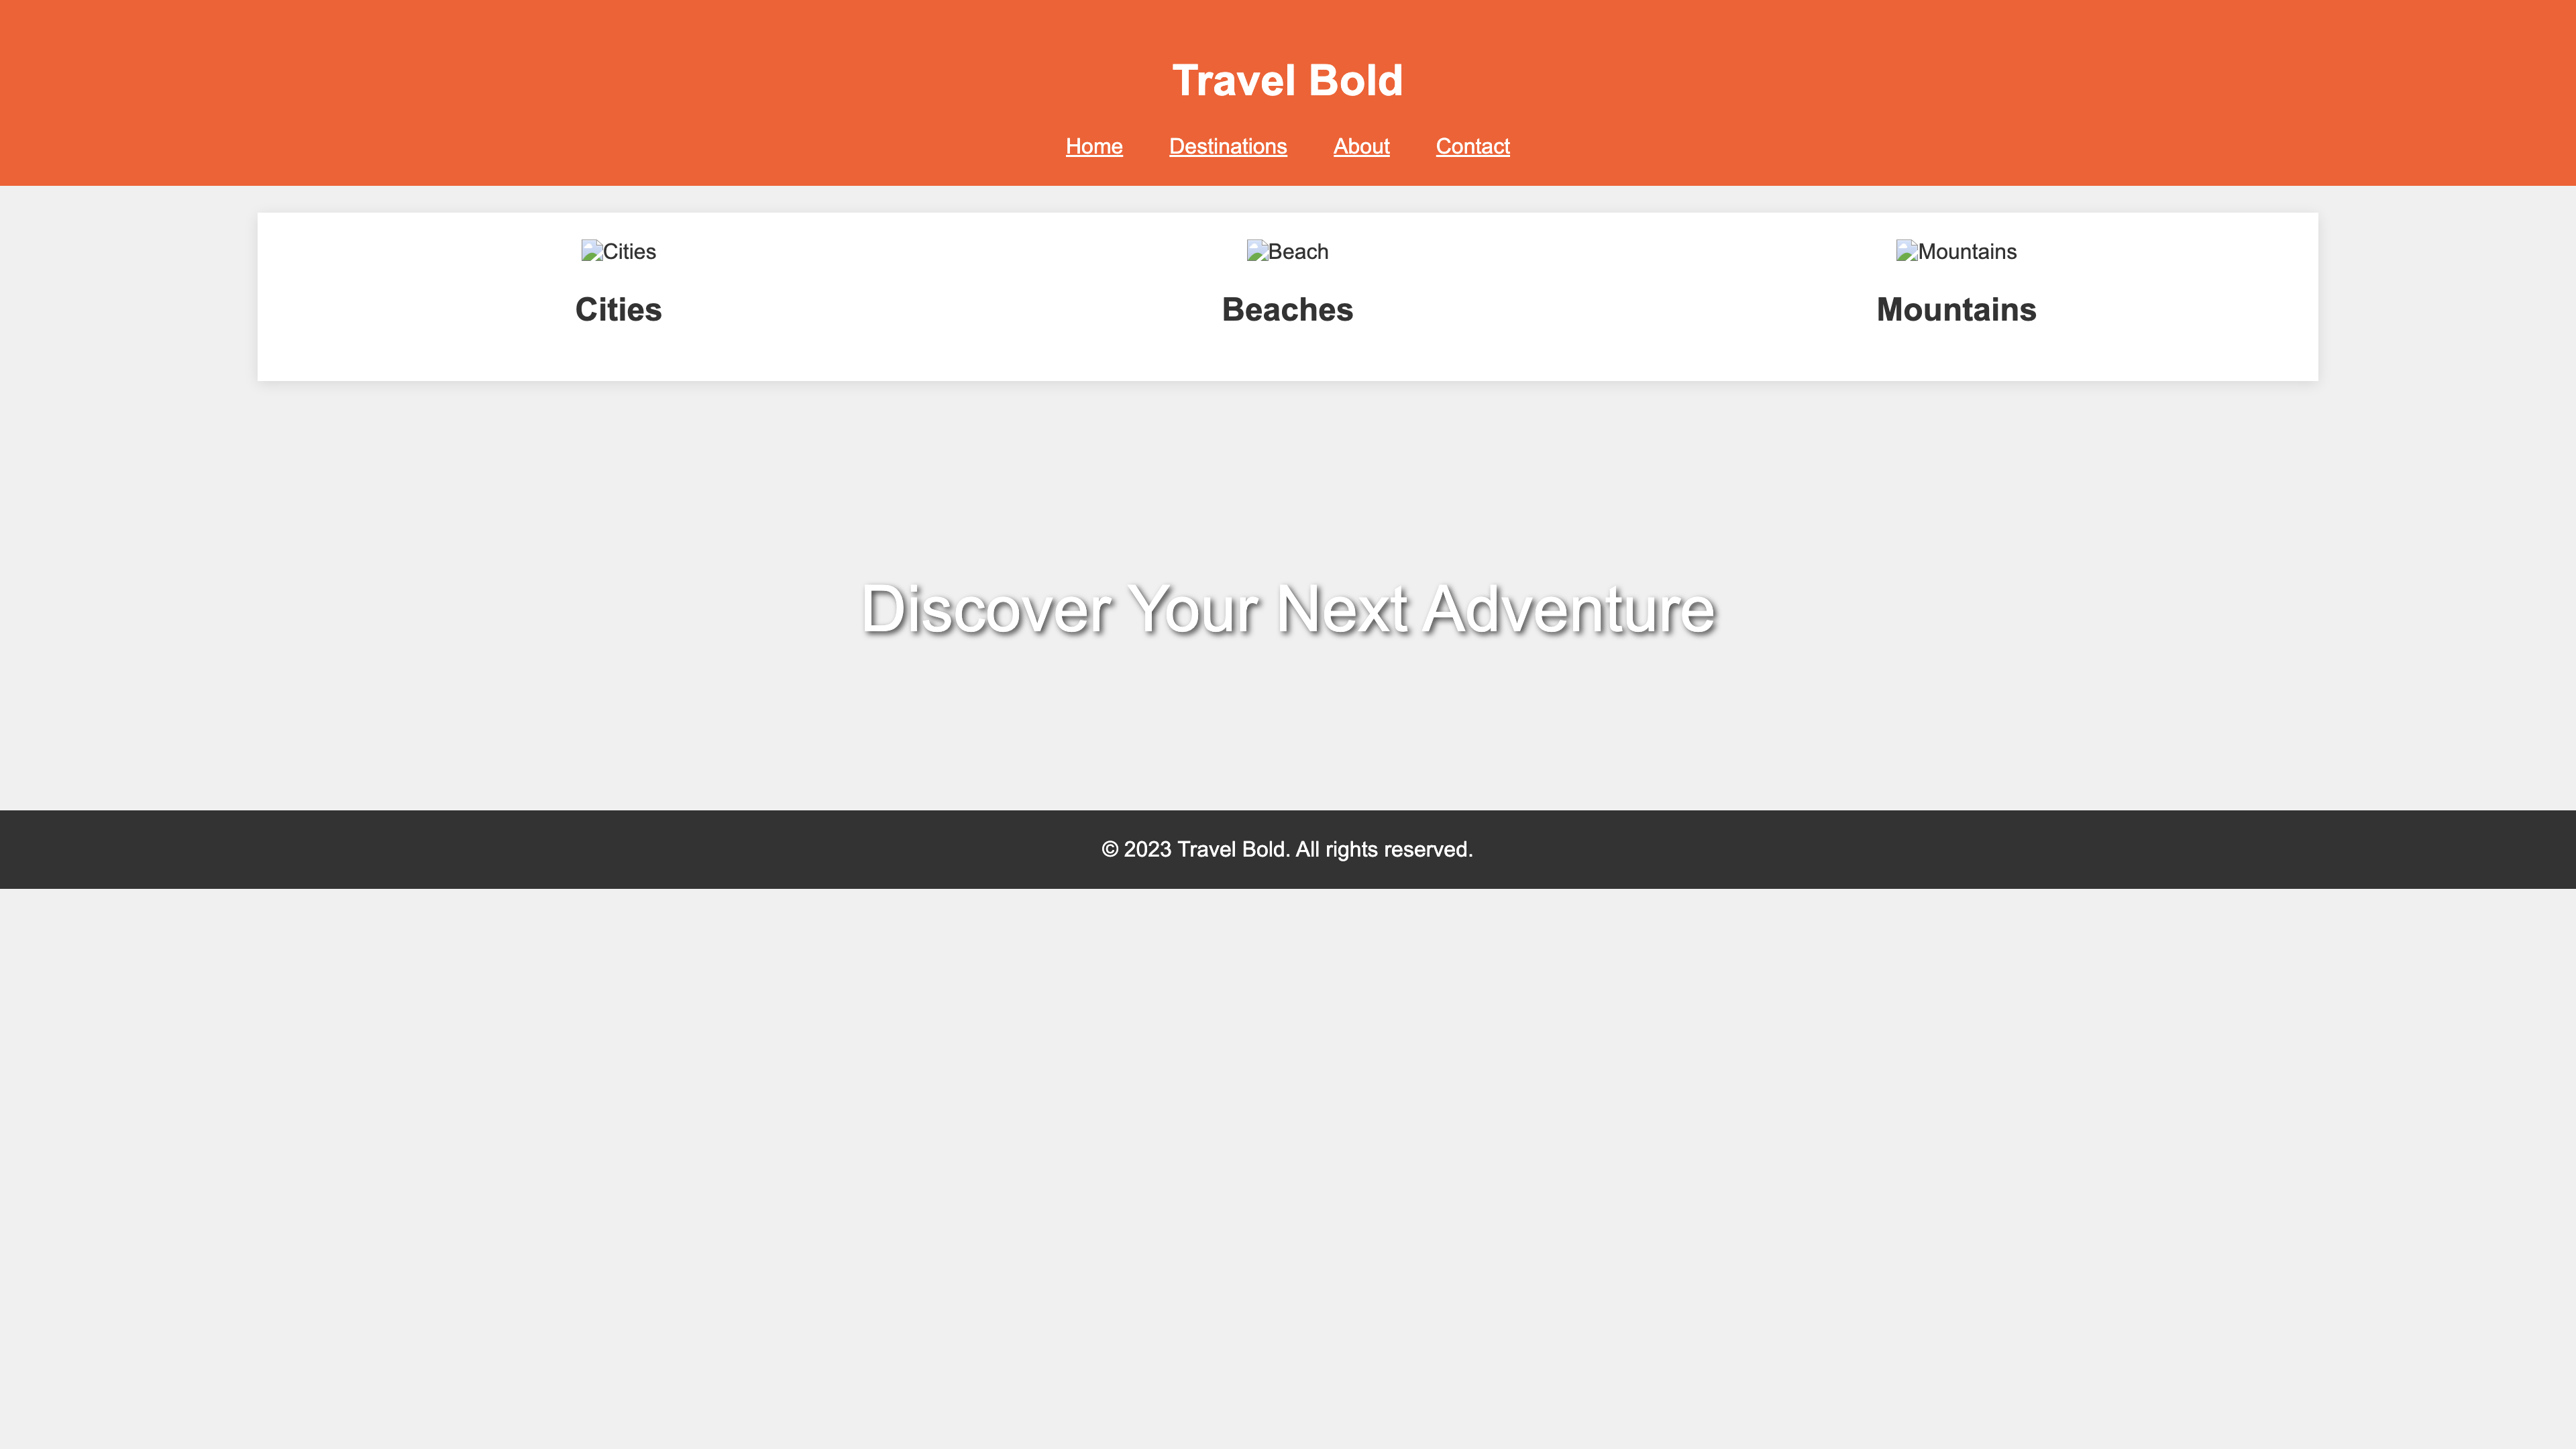 Travel Bold
Home Destinations About Contact
Cities Beach Mountains
Cities Beaches Mountains
Discover Your Next Adventure
© 2023 Travel Bold. All rights reserved.